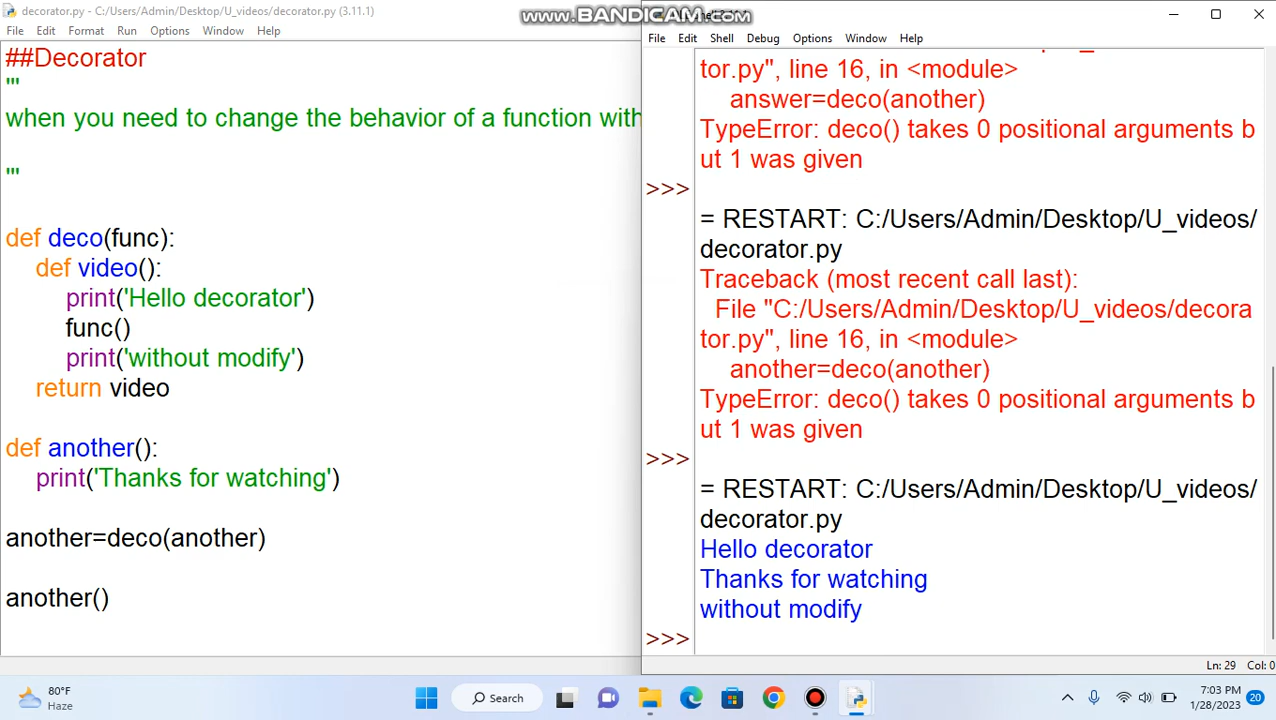 decorator.py - C:/Users/Admin/Desktop/U_videos/decorator.py (3.11.1)
File Edit Format Run Options Window Help
##Decorator
'''
when you need to change the behavior of a function with
'''
def deco(func):
def video():
print('Hello decorator')
func()
print('without modify')
return video
def another():
print('Thanks for watching')
another=deco(another)
another()
www.BANDICAM.com
File Edit Shell Debug Options Window Help
tor.py", line 16, in <module>
answer=deco(another)
TypeError: deco() takes 0 positional arguments b
ut 1 was given
>>>
= RESTART: C:/Users/Admin/Desktop/U_videos/
decorator.py
Traceback (most recent call last):
File "C:/Users/Admin/Desktop/U_videos/decora
tor.py", line 16, in <module>
another=deco(another)
TypeError: deco() takes 0 positional arguments b
ut 1 was given
>>>
= RESTART: C:/Users/Admin/Desktop/U_videos/
decorator.py
Hello decorator
Thanks for watching
without modify
>>>
Ln: 29 Col: 0
80°F
Haze
Search
7:03 PM
1/28/2023
20